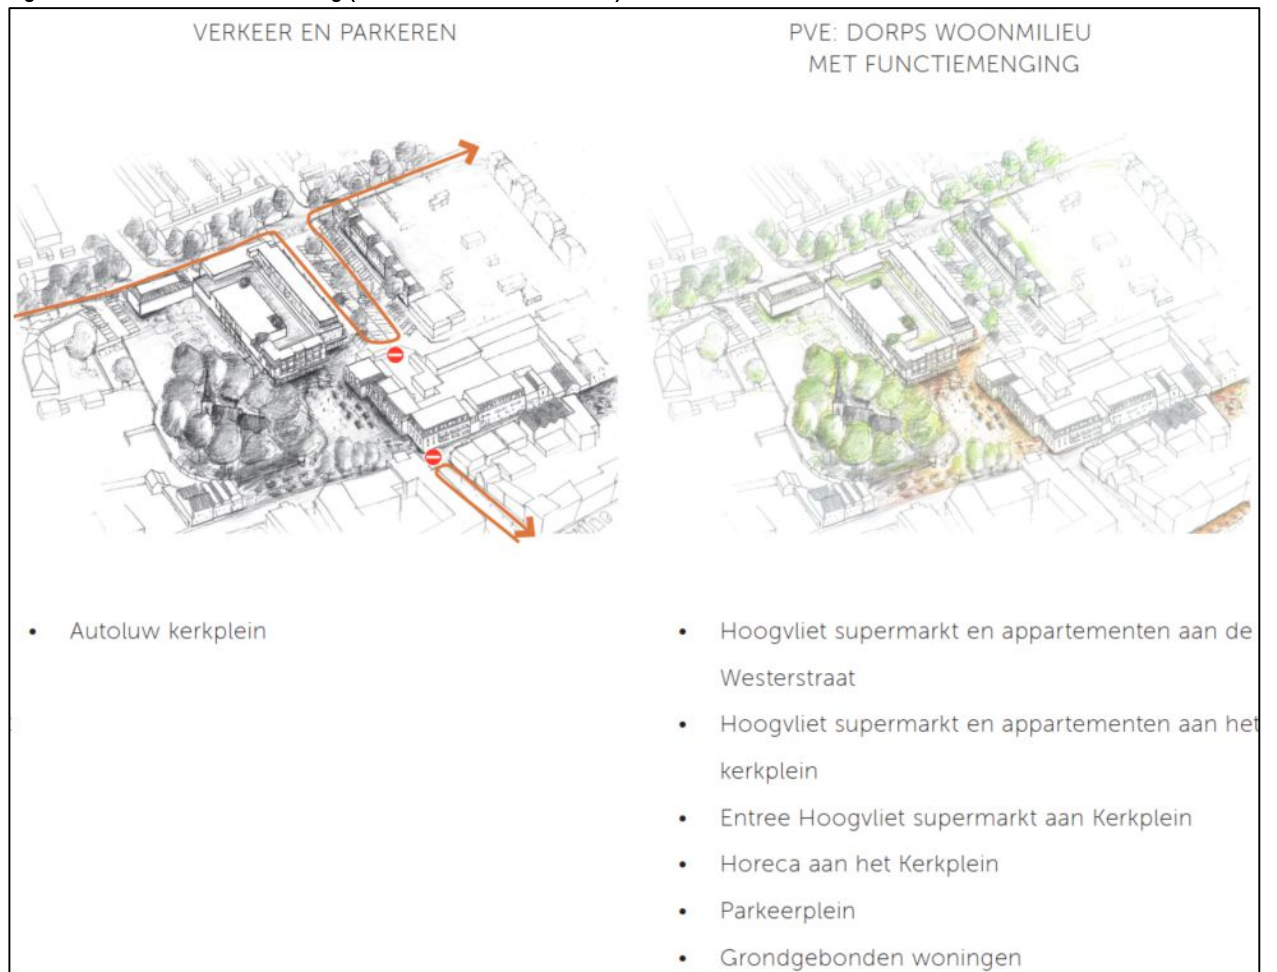 VERKEER EN PARKEREN
PVE: DORPS WOONMILIEU
MET FUNCTIEMENGING
• Autoluw kerkplein
• Hoogvliet supermarkt en appartementen aan de
Westerstraat
• Hoogvliet supermarkt en appartementen aan het
kerkplein
• Entree Hoogvliet supermarkt aan Kerkplein
• Horeca aan het Kerkplein
• Parkeerplein
• Grondgebonden woningen